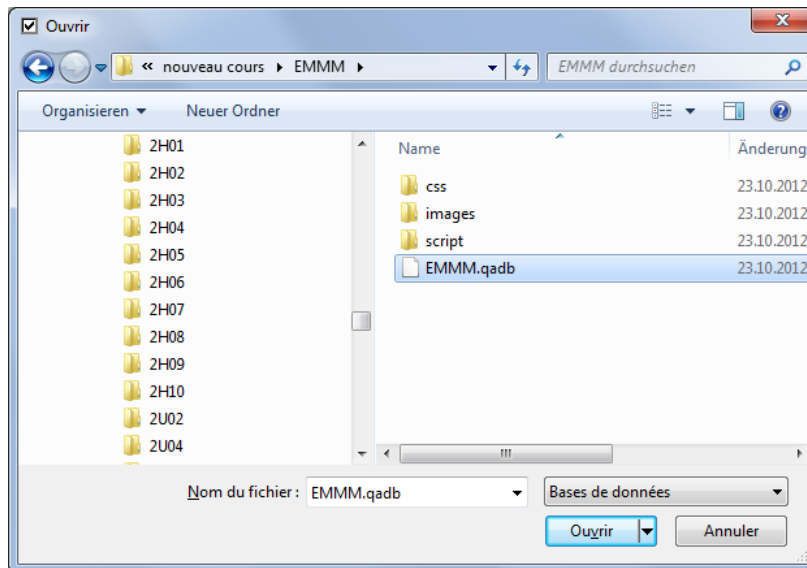 Ouvrir
« nouveau cours EMMM
EMMM durchsuchen
Organisieren Neuer Ordner
Name Änderung
2H01
2H02
2H03
2H04
2H05
2H06
2H07
2H08
2H09
2H10
2U02
2U04
css 23.10.2012
images 23.10.2012
script 23.10.2012
EMMM.qadb 23.10.2012
Nom du fichier : EMMM.qadb Bases de données
Ouvrir Annuler